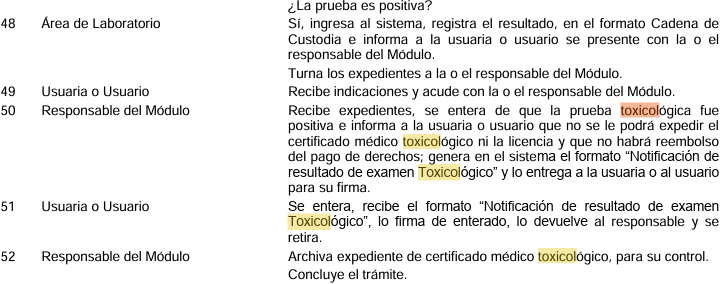 ¿La prueba es positiva?
48 Área de Laboratorio Sí, ingresa al sistema, registra el resultado, en el formato Cadena de
Custodia e informa a la usuaria o usuario se presente con la o el
responsable del Módulo.
Turna los expedientes a la o el responsable del Módulo.
49 Usuaria o Usuario Recibe indicaciones y acude con la o el responsable del Módulo.
50 Responsable del Módulo Recibe expedientes, se entera de que la prueba toxicológica fue
positiva e informa a la usuaria o usuario que no se le podrá expedir el
certificado médico toxicológico ni la licencia y que no habrá reembolso
del pago de derechos; genera en el sistema el formato “Notificación de
resultado de examen Toxicológico” y lo entrega a la usuaria o al usuario
para su firma.
51 Usuaria o Usuario Se entera, recibe el formato “Notificación de resultado de examen
Toxicológico”, lo firma de enterado, lo devuelve al responsable y se
retira.
52 Responsable del Módulo Archiva expediente de certificado médico toxicológico, para su control.
Concluye el trámite.